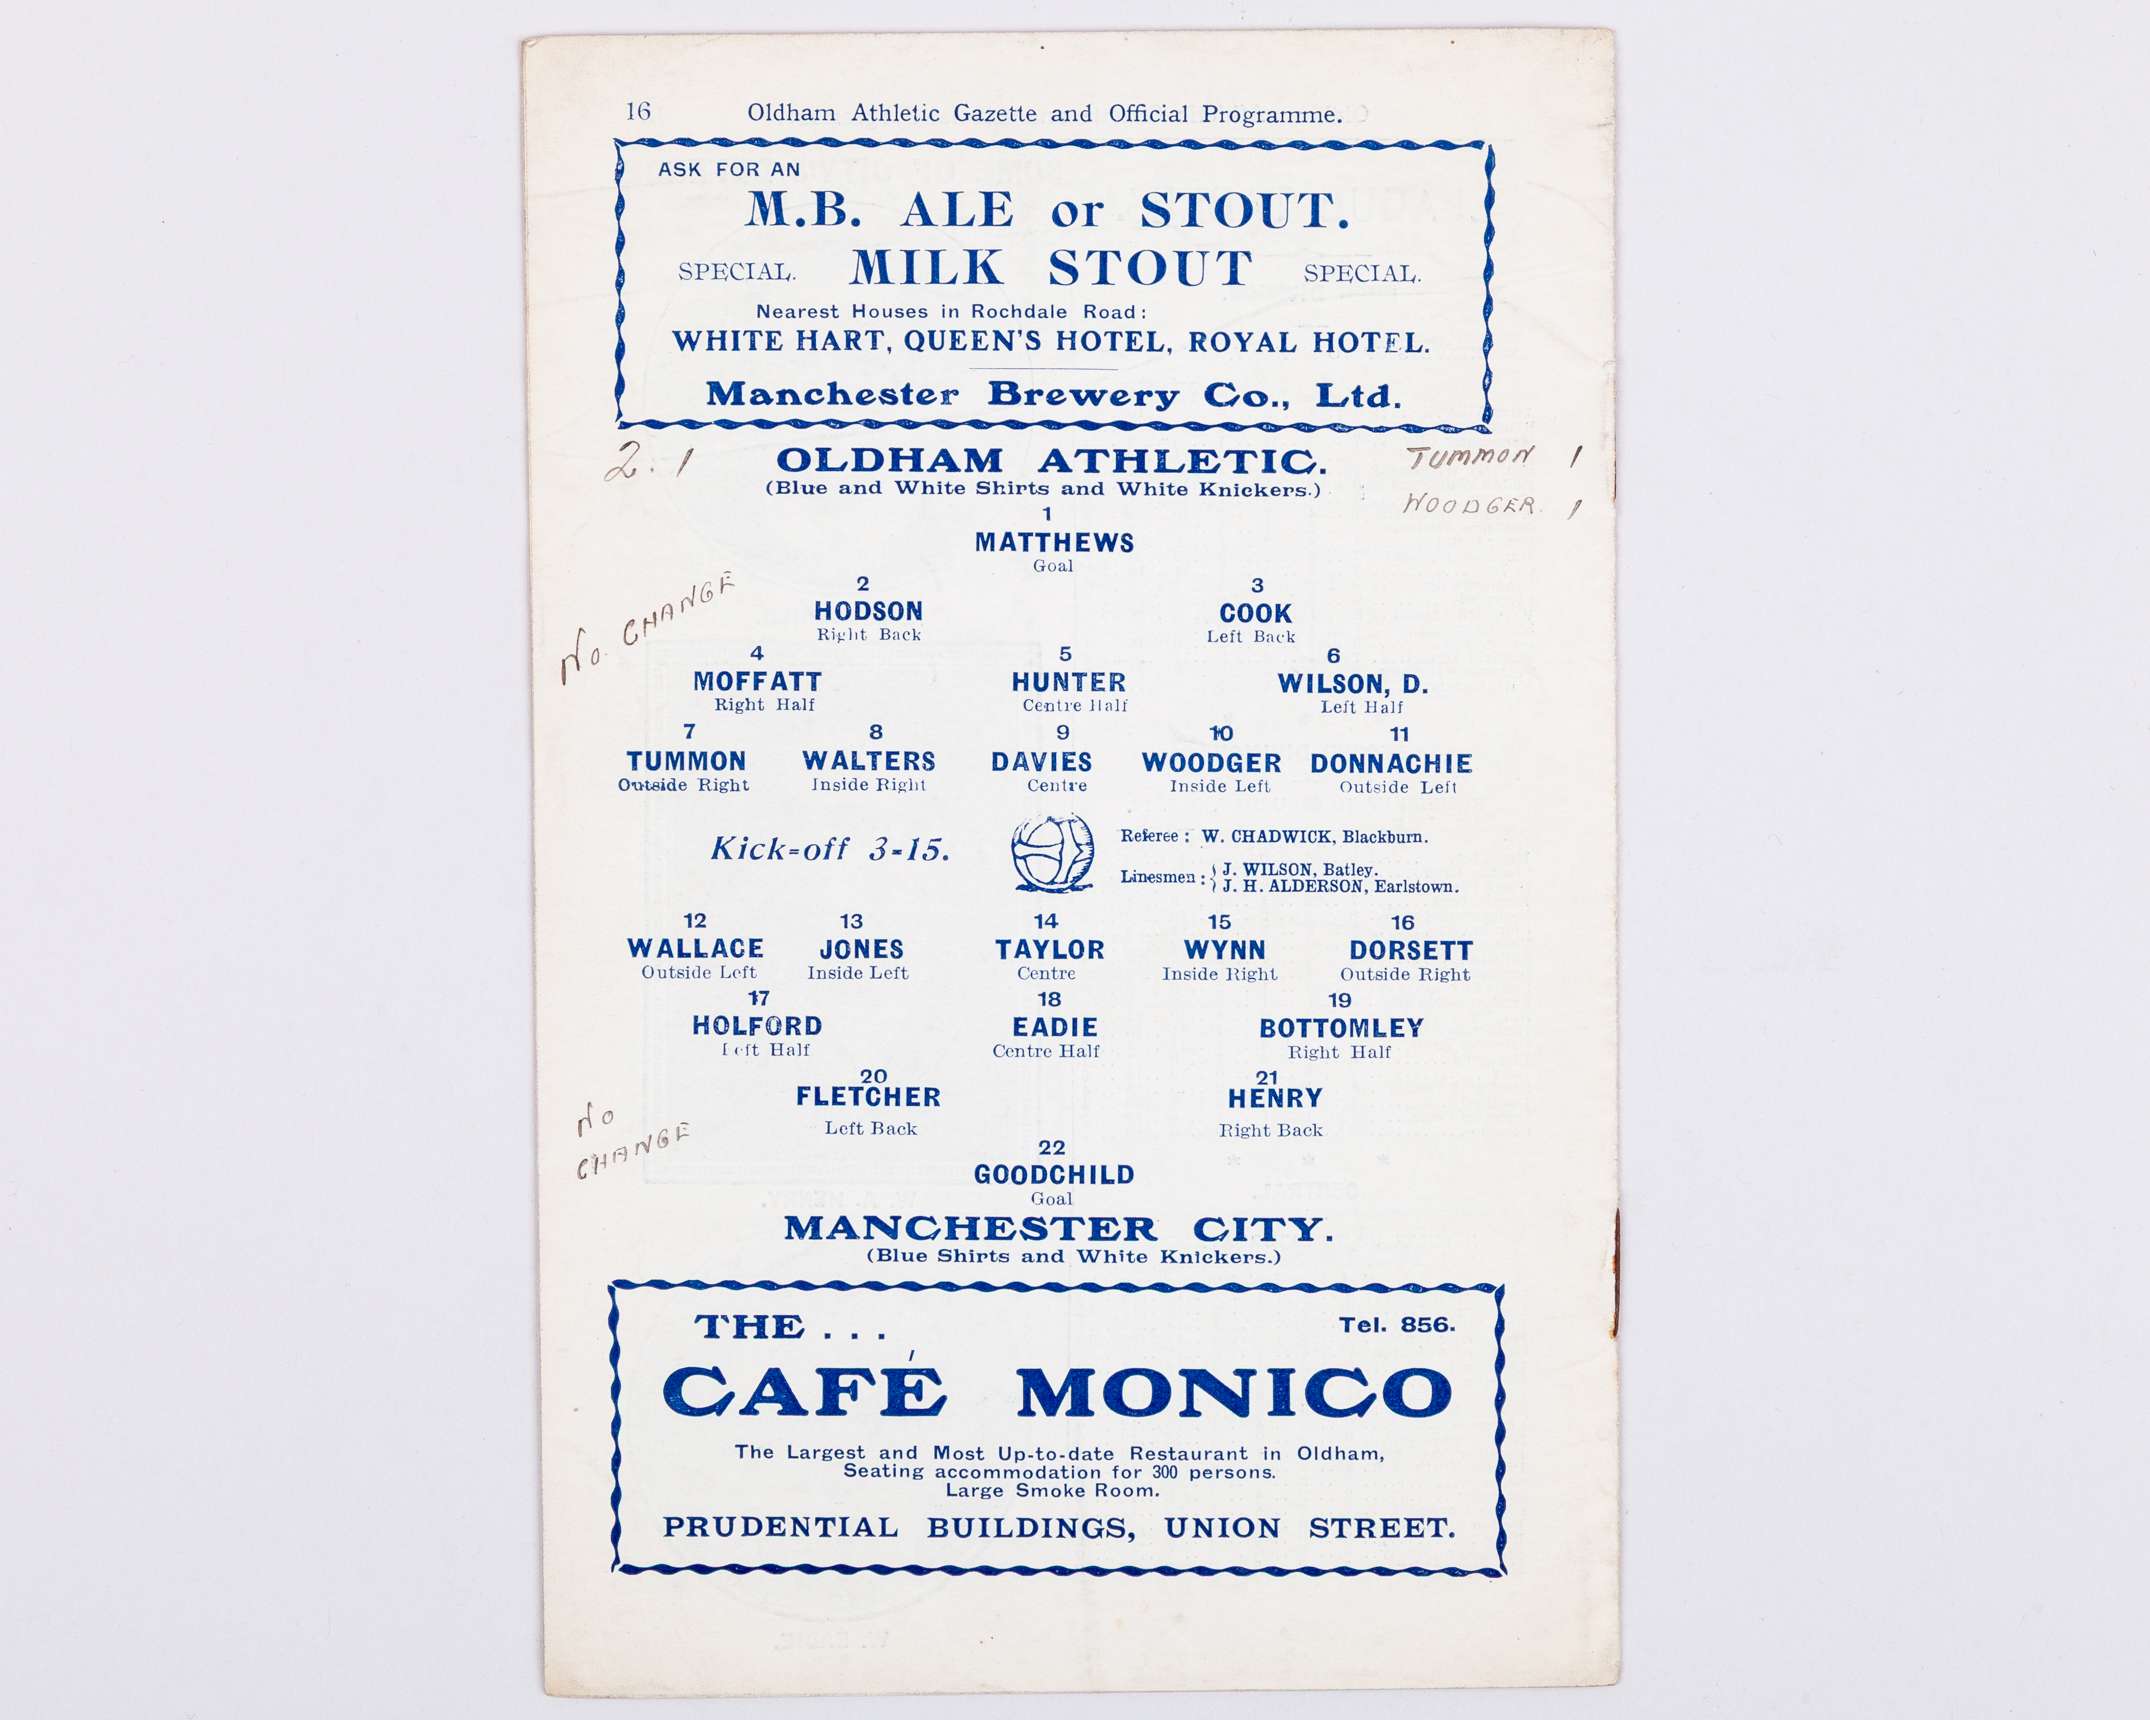 16 Oldham Athletic Gazette and Official Programme.
ASK FOR AN
M.B. ALE or STOUT.
SPECIAL. MILK STOUT SPECIAL.
Nearest Houses in Rochdale Road:
WHITE HART, QUEEN'S HOTEL, ROYAL HOTEL.
Manchester Brewery Co., Ltd.
2.1 OLDHAM ATHLETIC. TUMMON 1
(Blue and White Shirts and White Knickers.) WOODGER. 1
1
MATTHEWS
Goal
No. CHANGE
2 3
HODSON COOK
Right Back Left Back
4 5 6
MOFFATT HUNTER WILSON, D.
Right Half Centre Half Left Half
7 8 9 10 11
TUMMON WALTERS DAVIES WOODGER DONNACHIE
Outside Right Inside Right Centre Inside Left Outside Left
Kick=off 3-15.
Referee: W. CHADWICK, Blackburn.
Linesmen: { J. WILSON, Batley.
J. H. ALDERSON, Earlstown.
12 13 14 15 16
WALLACE JONES TAYLOR WYNN DORSETT
Outside Left Inside Left Centre Inside Right Outside Right
17 18 19
HOLFORD EADIE BOTTOMLEY
Left Half Centre Half Right Half
20 21
FLETCHER HENRY
Left Back Right Back
NO
CHANGE
22
GOODCHILD
Goal
MANCHESTER CITY.
(Blue Shirts and White Knickers.)
THE ... Tel. 856.
CAFÉ MONICO
The Largest and Most Up-to-date Restaurant in Oldham,
Seating accommodation for 300 persons.
Large Smoke Room.
PRUDENTIAL BUILDINGS, UNION STREET.